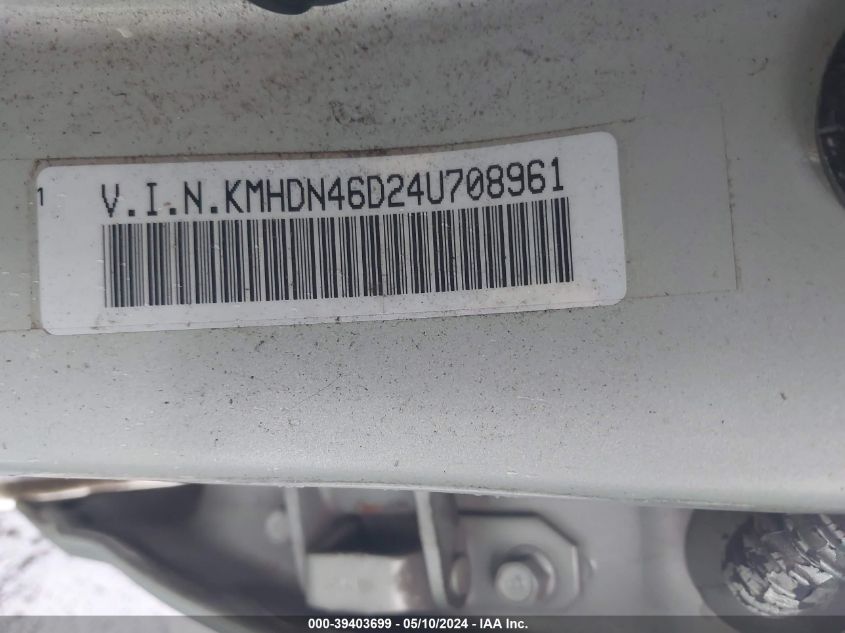 1
V.I.N.KMHDN46D24U708961
000-39403699 - 05/10/2024 - IAA Inc.